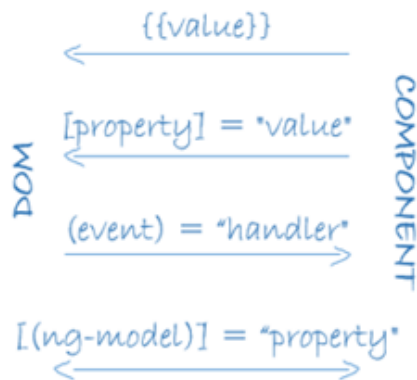 {{value}}
[property] = "value"
DOM
COMPONENT
(event) = "handler"
[(ng-model)] = "property"